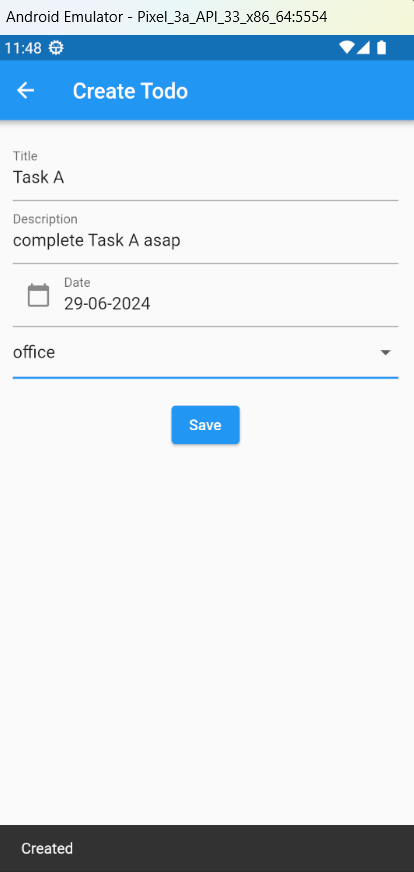 Android Emulator - Pixel_3a_API_33_x86_64:5554
11:48
Create Todo
Title
Task A
Description
complete Task A asap
Date
29-06-2024
office
Save
Created